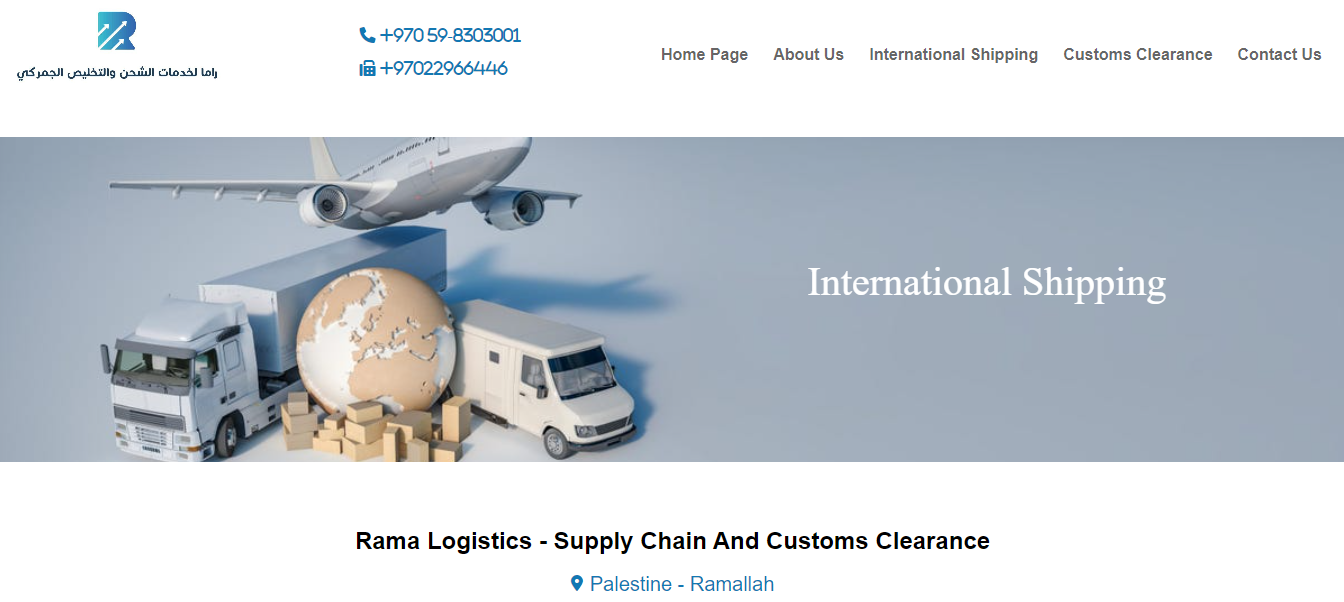 راما لخدمات الشحن والتخليص الجمركي
+970 59-8303001
+97022966446
Home Page About Us International Shipping Customs Clearance Contact Us
International Shipping
Rama Logistics - Supply Chain And Customs Clearance
Palestine - Ramallah